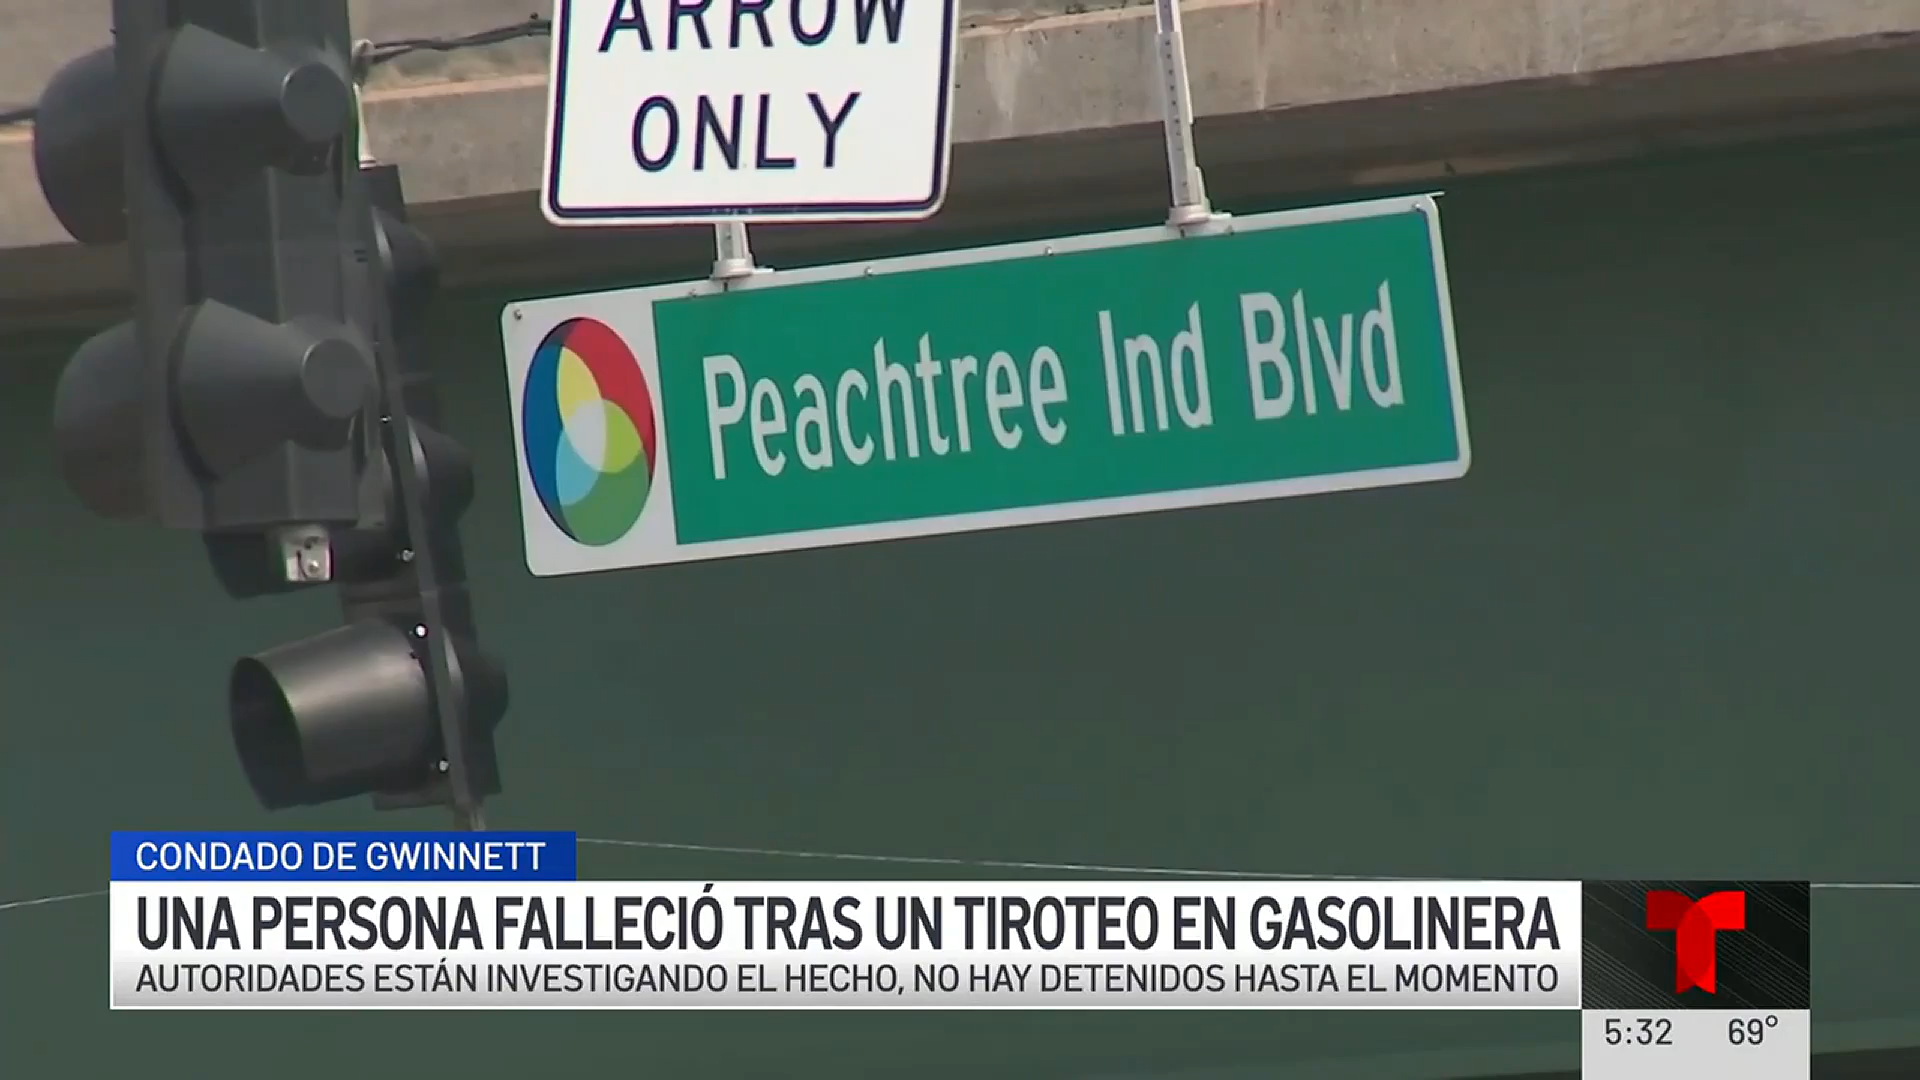 ARROW
ONLY
Peachtree Ind Blvd
CONDADO DE GWINNETT
UNA PERSONA FALLECIÓ TRAS UN TIROTEO EN GASOLINERA
AUTORIDADES ESTÁN INVESTIGANDO EL HECHO, NO HAY DETENIDOS HASTA EL MOMENTO
5:32 69°